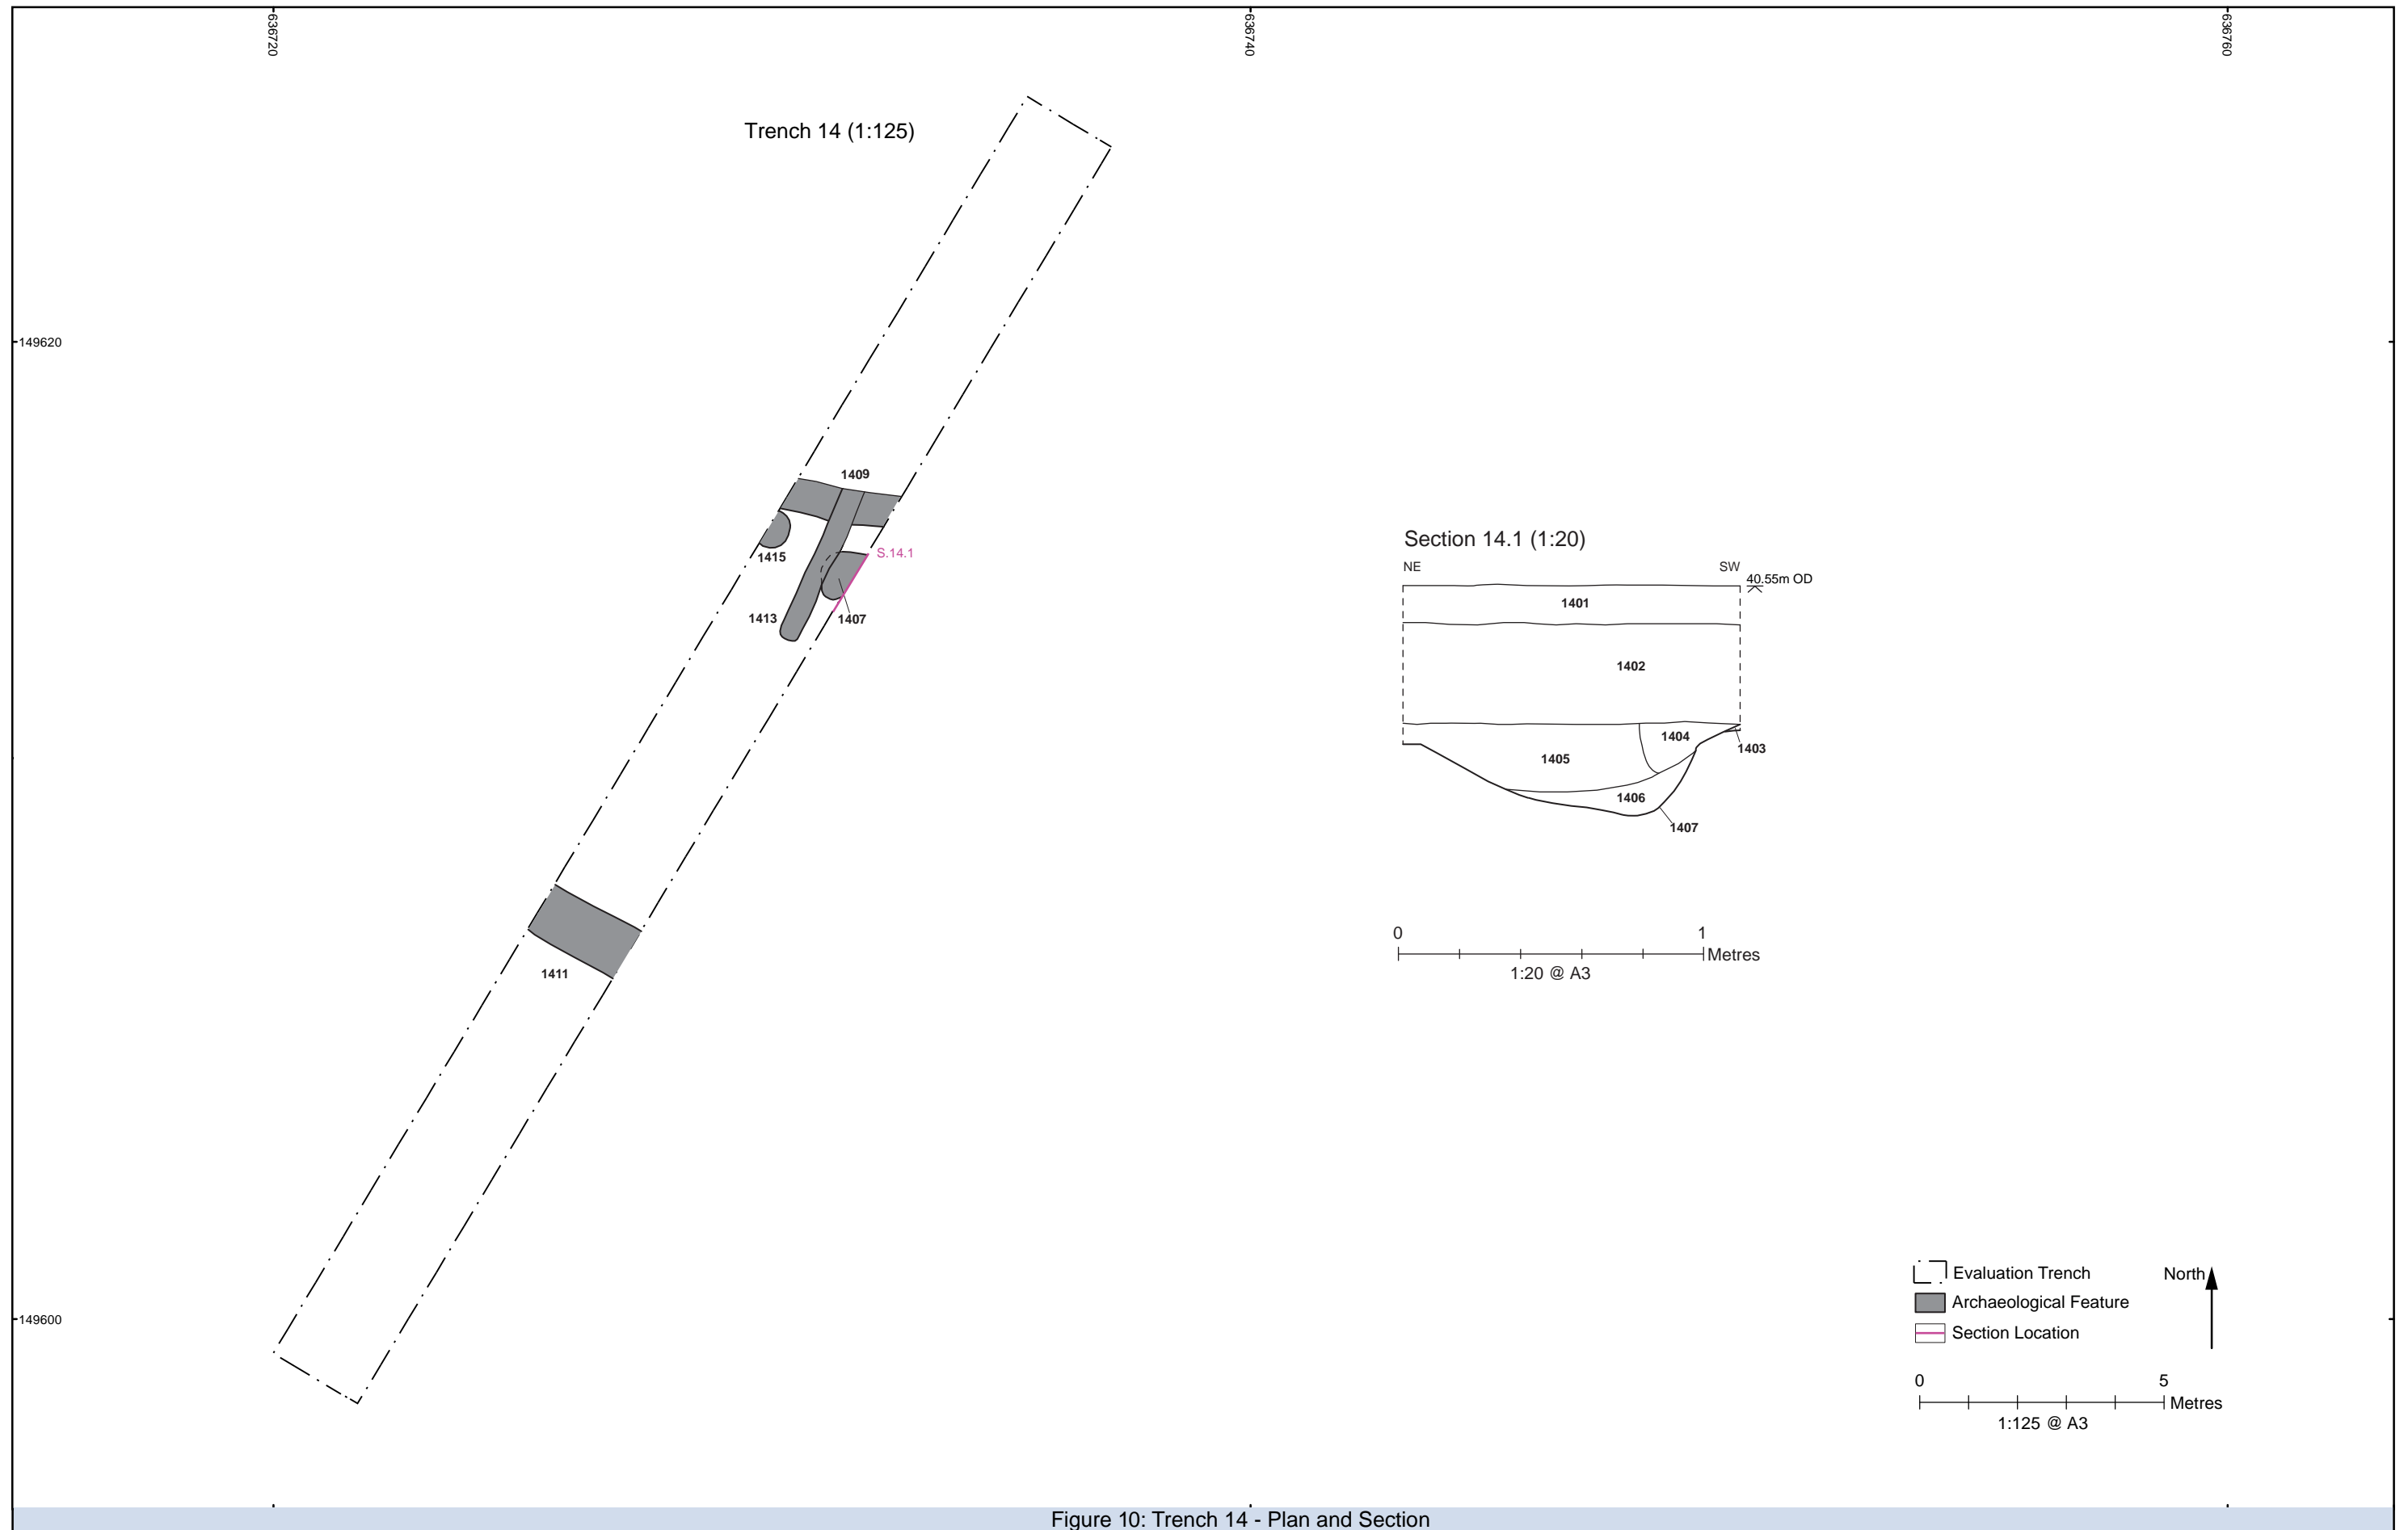 636720
636740
636760
Trench 14 (1:125)
149620
1409
1415
S.14.1
1413
1407
1411
149600
Section 14.1 (1:20)
NE
SW
40.55m OD
1401
1402
1404
1403
1405
1406
1407
0 1
Metres
1:20 @ A3
Evaluation Trench
North
Archaeological Feature
Section Location
0 5
Metres
1:125 @ A3
Figure 10: Trench 14 - Plan and Section